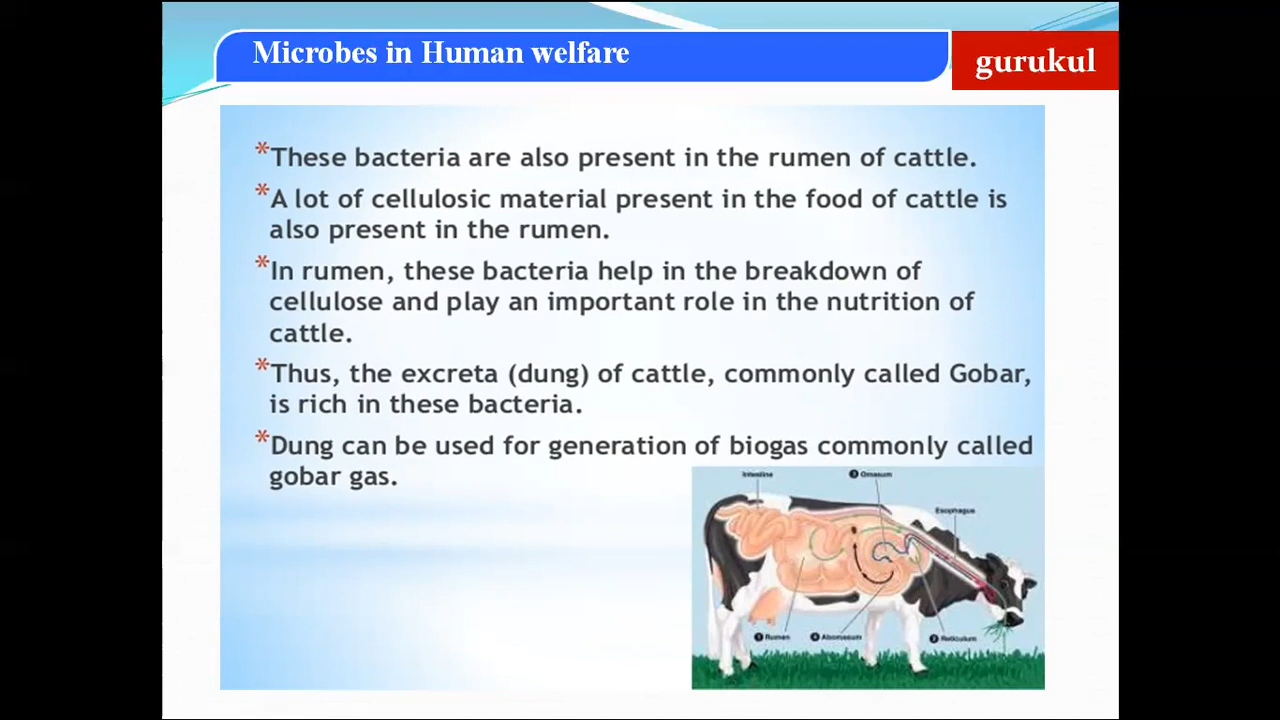 Microbes in Human welfare
gurukul
*These bacteria are also present in the rumen of cattle.
*A lot of cellulosic material present in the food of cattle is
also present in the rumen.
*In rumen, these bacteria help in the breakdown of
cellulose and play an important role in the nutrition of
cattle.
*Thus, the excreta (dung) of cattle, commonly called Gobar,
is rich in these bacteria.
*Dung can be used for generation of biogas commonly called
gobar gas.
Intestine
3 Omasum
Esophagus
1 Rumen
4 Abomasum
2 Reticulum